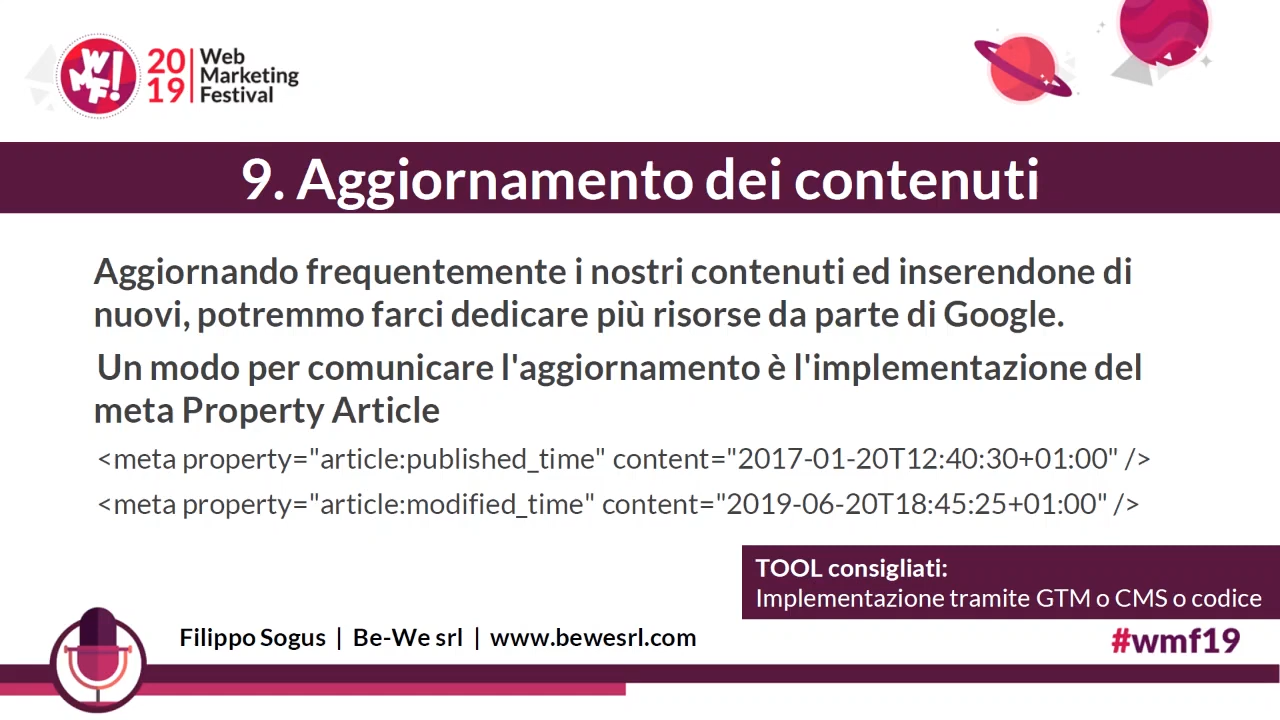 WMF!
2019
Web
Marketing
Festival
9. Aggiornamento dei contenuti
Aggiornando frequentemente i nostri contenuti ed inserendone di
nuovi, potremmo farci dedicare più risorse da parte di Google.
Un modo per comunicare l'aggiornamento è l'implementazione del
meta Property Article
<meta property="article:published_time" content="2017-01-20T12:40:30+01:00" />
<meta property="article:modified_time" content="2019-06-20T18:45:25+01:00" />
TOOL consigliati:
Implementazione tramite GTM o CMS o codice
Filippo Sogus | Be-We srl | www.bewesrl.com
#wmf19